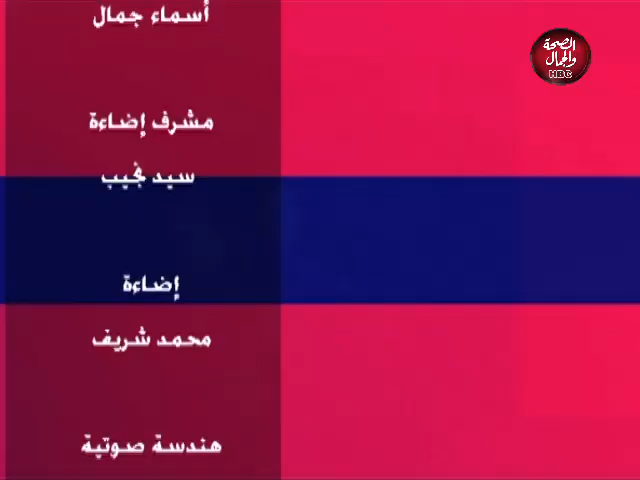 أسماء جمال
الصحة
والجمال
HBC
مشرف إضاءة
سيد نجيب
إضاءة
محمد شريف
هندسة صوتية